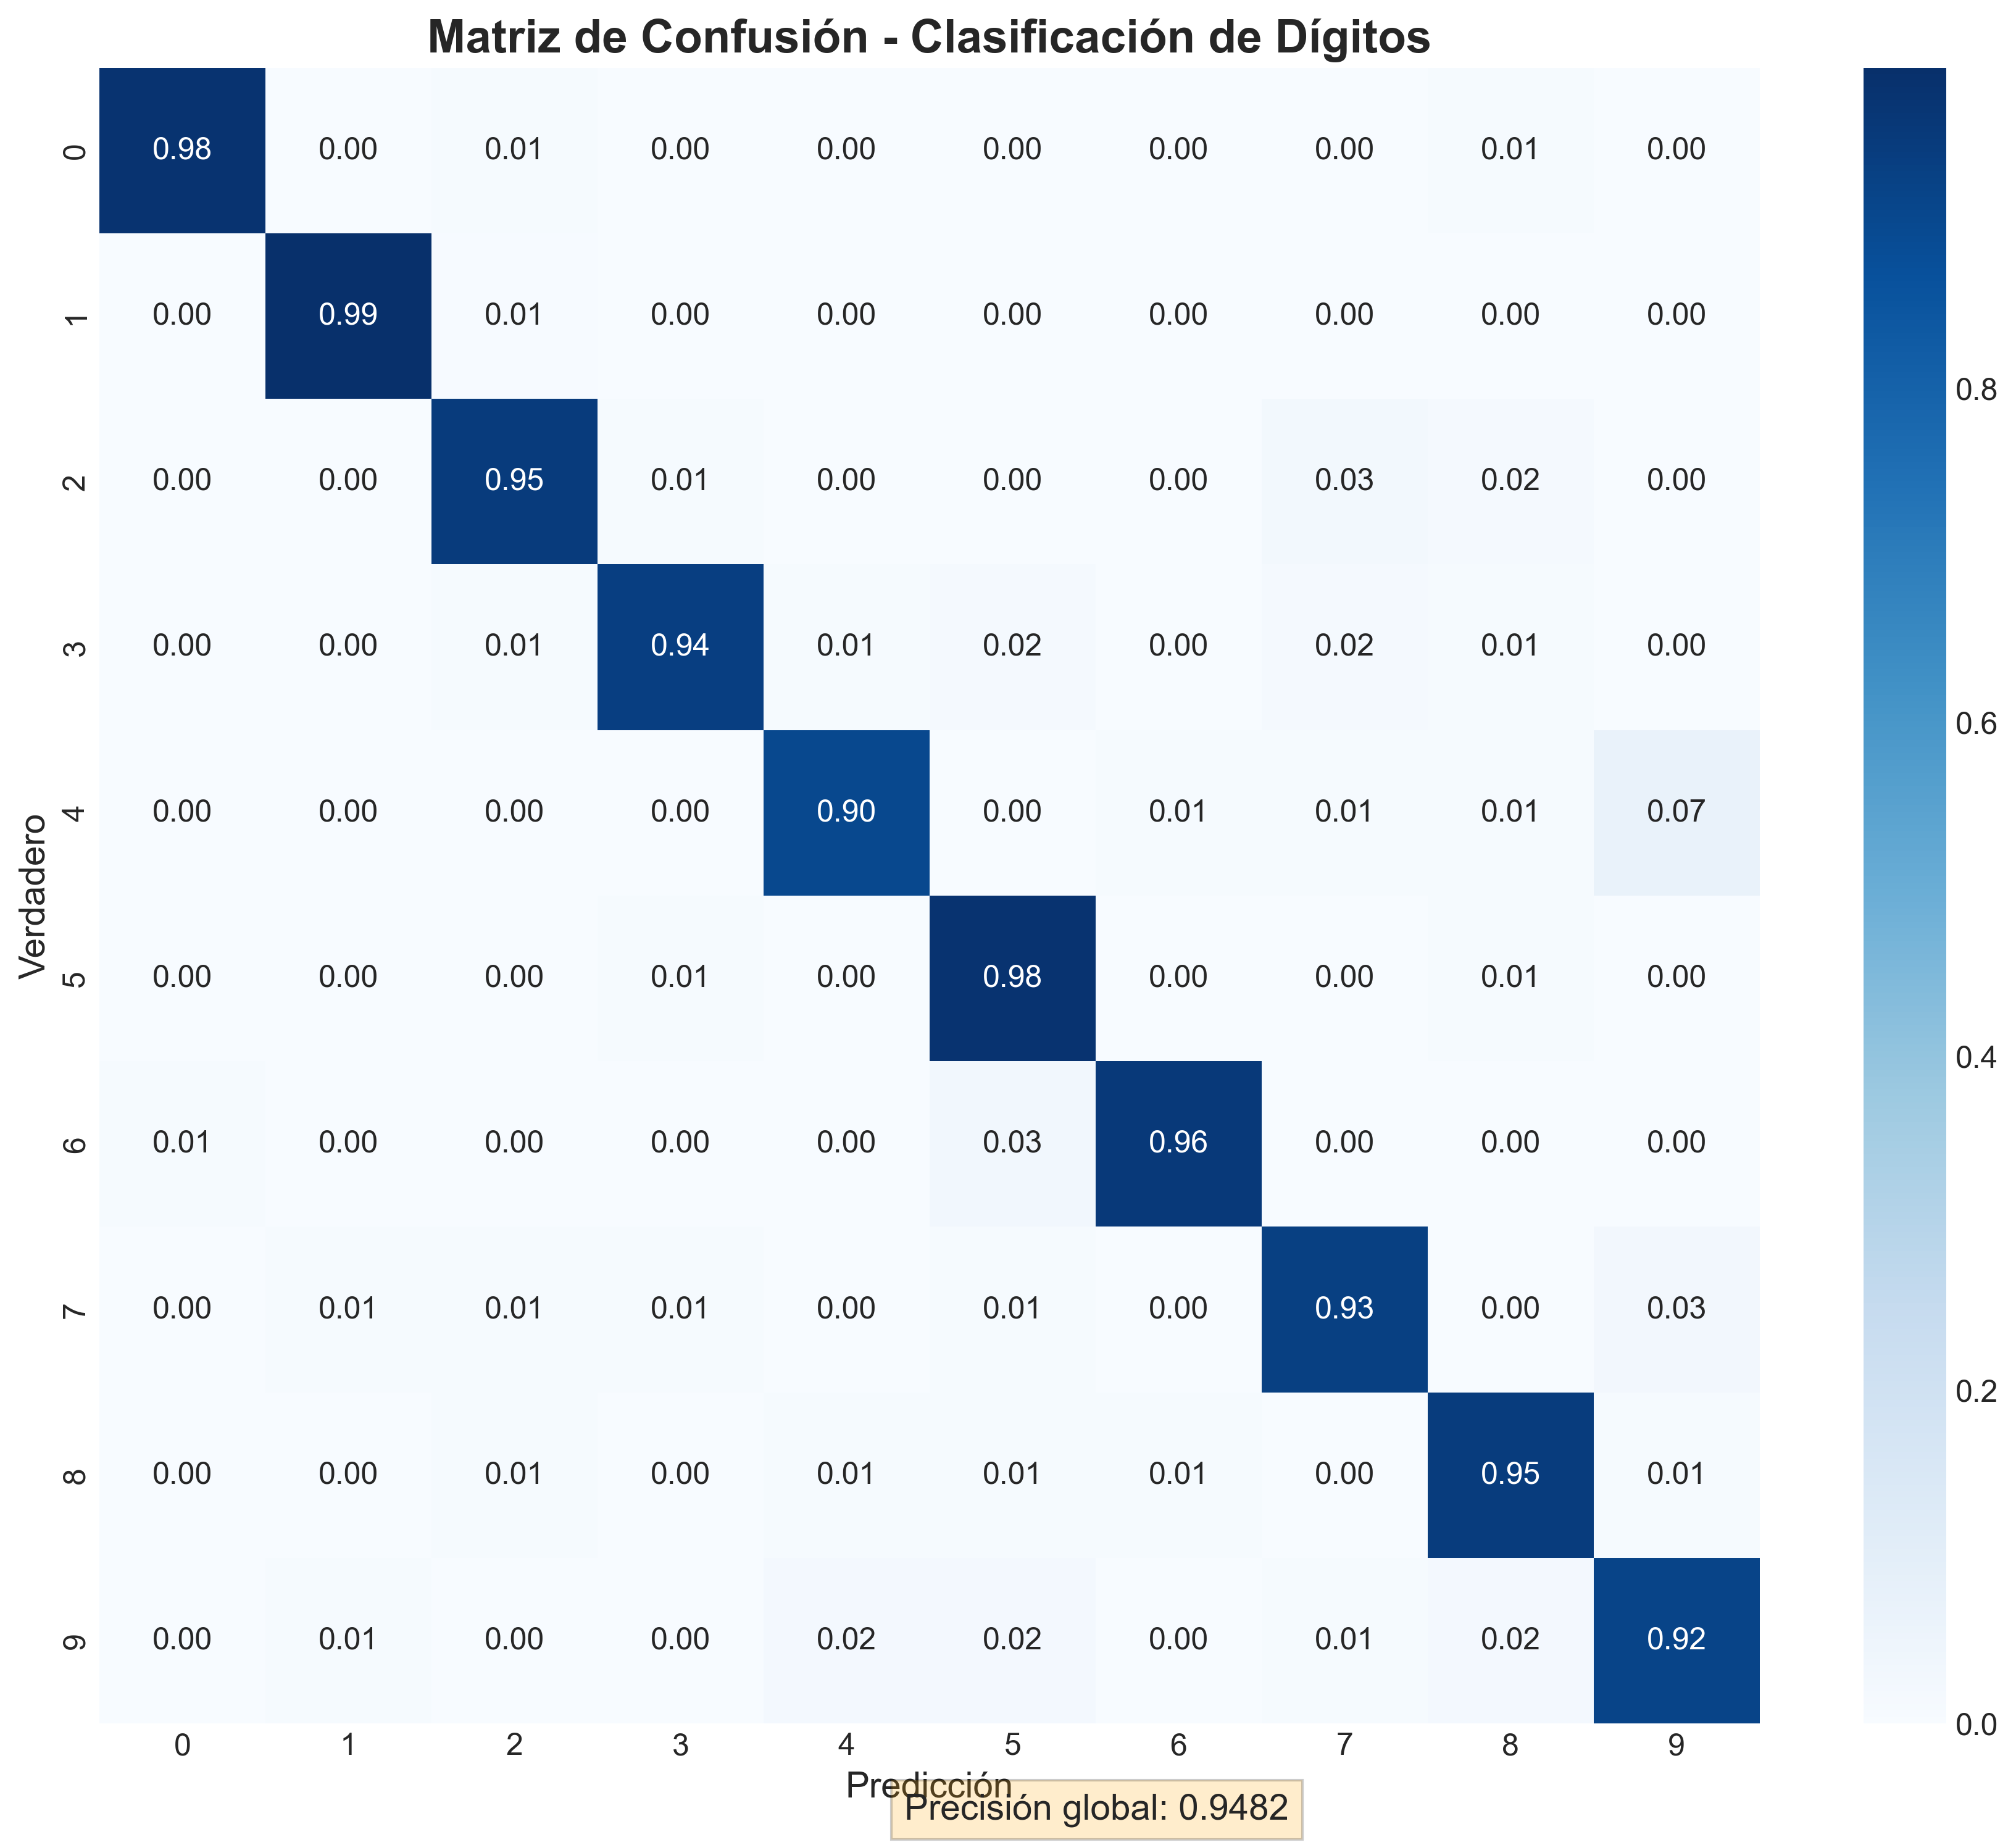 Matriz de Confusión - Clasificación de Dígitos
0 0.98 0.00 0.01 0.00 0.00 0.00 0.00 0.00 0.01 0.00
1 0.00 0.99 0.01 0.00 0.00 0.00 0.00 0.00 0.00 0.00
2 0.00 0.00 0.95 0.01 0.00 0.00 0.00 0.03 0.02 0.00
3 0.00 0.00 0.01 0.94 0.01 0.02 0.00 0.02 0.01 0.00
4 0.00 0.00 0.00 0.00 0.90 0.00 0.01 0.01 0.01 0.07
5 0.00 0.00 0.00 0.01 0.00 0.98 0.00 0.00 0.01 0.00
6 0.01 0.00 0.00 0.00 0.00 0.03 0.96 0.00 0.00 0.00
7 0.00 0.01 0.01 0.01 0.00 0.01 0.00 0.93 0.00 0.03
8 0.00 0.00 0.01 0.00 0.01 0.01 0.01 0.00 0.95 0.01
9 0.00 0.01 0.00 0.00 0.02 0.02 0.00 0.01 0.02 0.92
0 1 2 3 4 5 6 7 8 9
Verdadero
Predicción
Precisión global: 0.9482
0.8
0.6
0.4
0.2
0.0